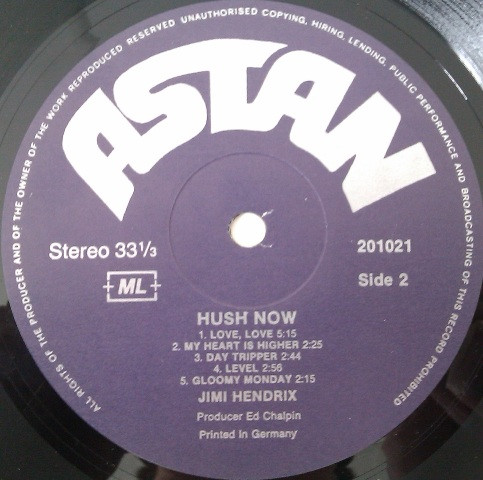 ALL RIGHTS OF THE PRODUCER AND OF THE OWNER OF THE WORK REPRODUCED RESERVED UNAUTHORISED COPYING, HIRING, LENDING, PUBLIC PERFORMANCE AND BROADCASTING OF THIS RECORD PROHIBITED
ASTAN
Stereo 33 1/3
201021
ML
Side 2
HUSH NOW
1. LOVE, LOVE 5:15
2. MY HEART IS HIGHER 2:25
3. DAY TRIPPER 2:44
4. LEVEL 2:56
5. GLOOMY MONDAY 2:15
JIMI HENDRIX
Producer Ed Chalpin
Printed in Germany